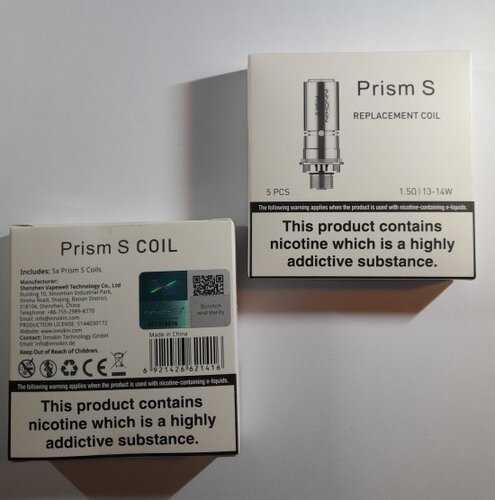 Prism S
REPLACEMENT COIL
5 PCS
1.5Ω | 13-14W
The following warning applies when the product is used with nicotine-containing e-liquids.
This product contains
nicotine which is a highly
addictive substance.
Prism S COIL
Includes: 5x Prism S Coils
Manufacturer:
Shenzhen Vapewell Technology Co., Ltd
Building 10, Xinxintian Industrial Park,
Xinsha Road, Shajing, Baoan District,
518104, Shenzhen, China
Telephone: +86-755-2989-8770
Email: info@innokin.com
PRODUCTION LICENSE: 5144030172
Website: www.innokin.com
Contact: Innokin Technology GmbH
Email: info@innokin.de
Keep Out of Reach of Children.
Scratch
and Verify
Made in China
6 921426 621416
The following warning applies when the product is used with nicotine-containing e-liquids.
This product contains
nicotine which is a highly
addictive substance.